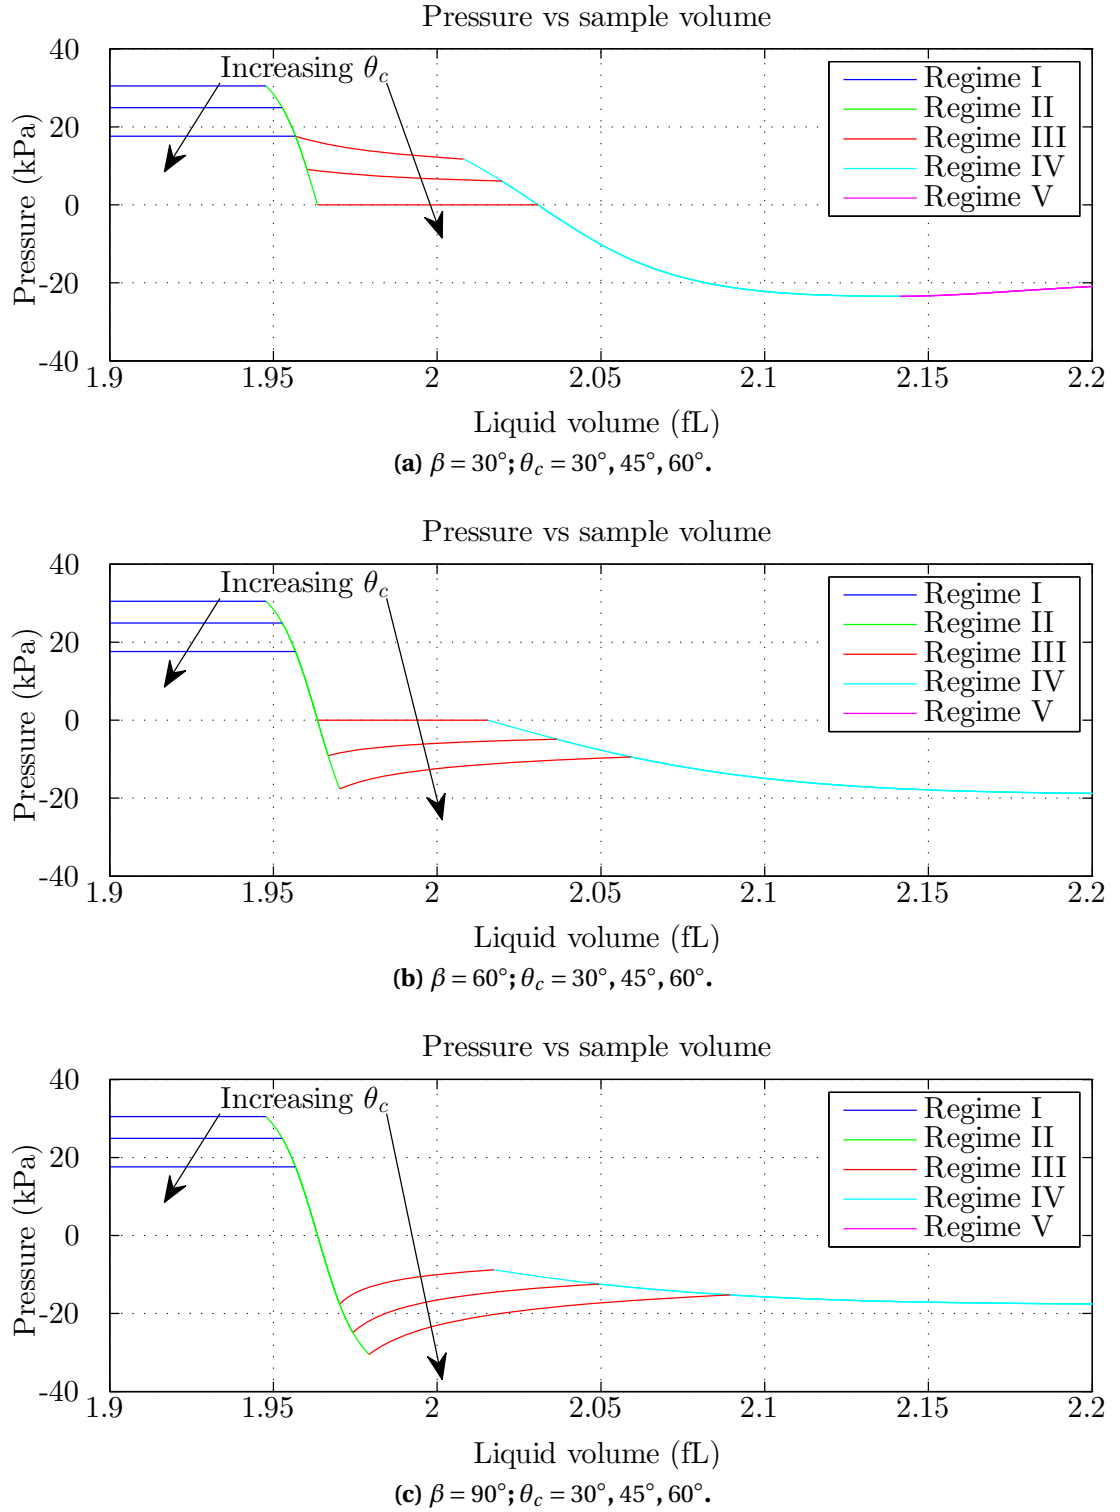 Pressure vs sample volume
Pressure (kPa)
40
20
0
-20
-40
Increasing θc
Regime I
Regime II
Regime III
Regime IV
Regime V
1.9 1.95 2 2.05 2.1 2.15 2.2
Liquid volume (fL)
(a) β = 30°; θc = 30°, 45°, 60°.
Pressure vs sample volume
Pressure (kPa)
40
20
0
-20
-40
Increasing θc
Regime I
Regime II
Regime III
Regime IV
Regime V
1.9 1.95 2 2.05 2.1 2.15 2.2
Liquid volume (fL)
(b) β = 60°; θc = 30°, 45°, 60°.
Pressure vs sample volume
Pressure (kPa)
40
20
0
-20
-40
Increasing θc
Regime I
Regime II
Regime III
Regime IV
Regime V
1.9 1.95 2 2.05 2.1 2.15 2.2
Liquid volume (fL)
(c) β = 90°; θc = 30°, 45°, 60°.